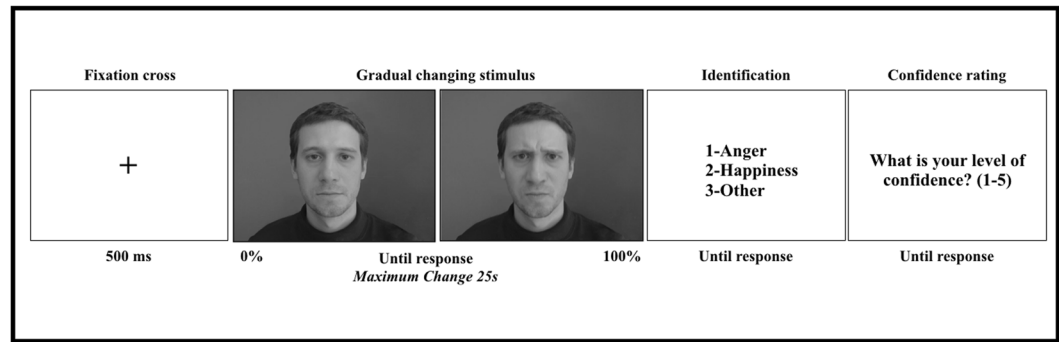 Fixation cross
Gradual changing stimulus
Identification
Confidence rating
+
1-Anger
2-Happiness
3-Other
What is your level of
confidence? (1-5)
500 ms
0%
Until response
100%
Until response
Until response
Maximum Change 25s